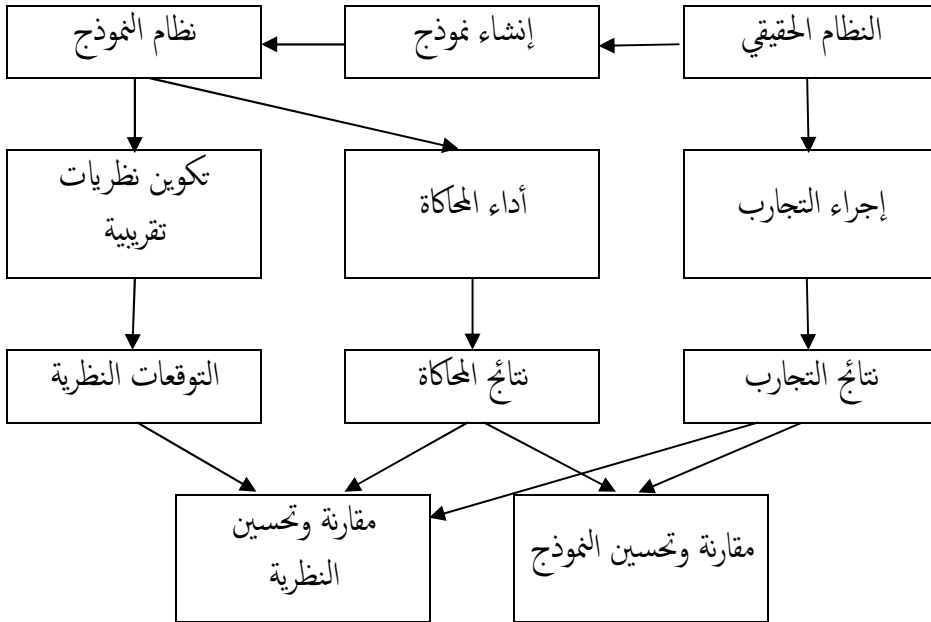 النظام الحقيقي
إنشاء نموذج
نظام النموذج
إجراء التجارب
أداء المحاكاة
تكوين نظريات
تقريبية
نتائج التجارب
نتائج المحاكاة
التوقعات النظرية
مقارنة وتحسين النموذج
مقارنة وتحسين
النظرية